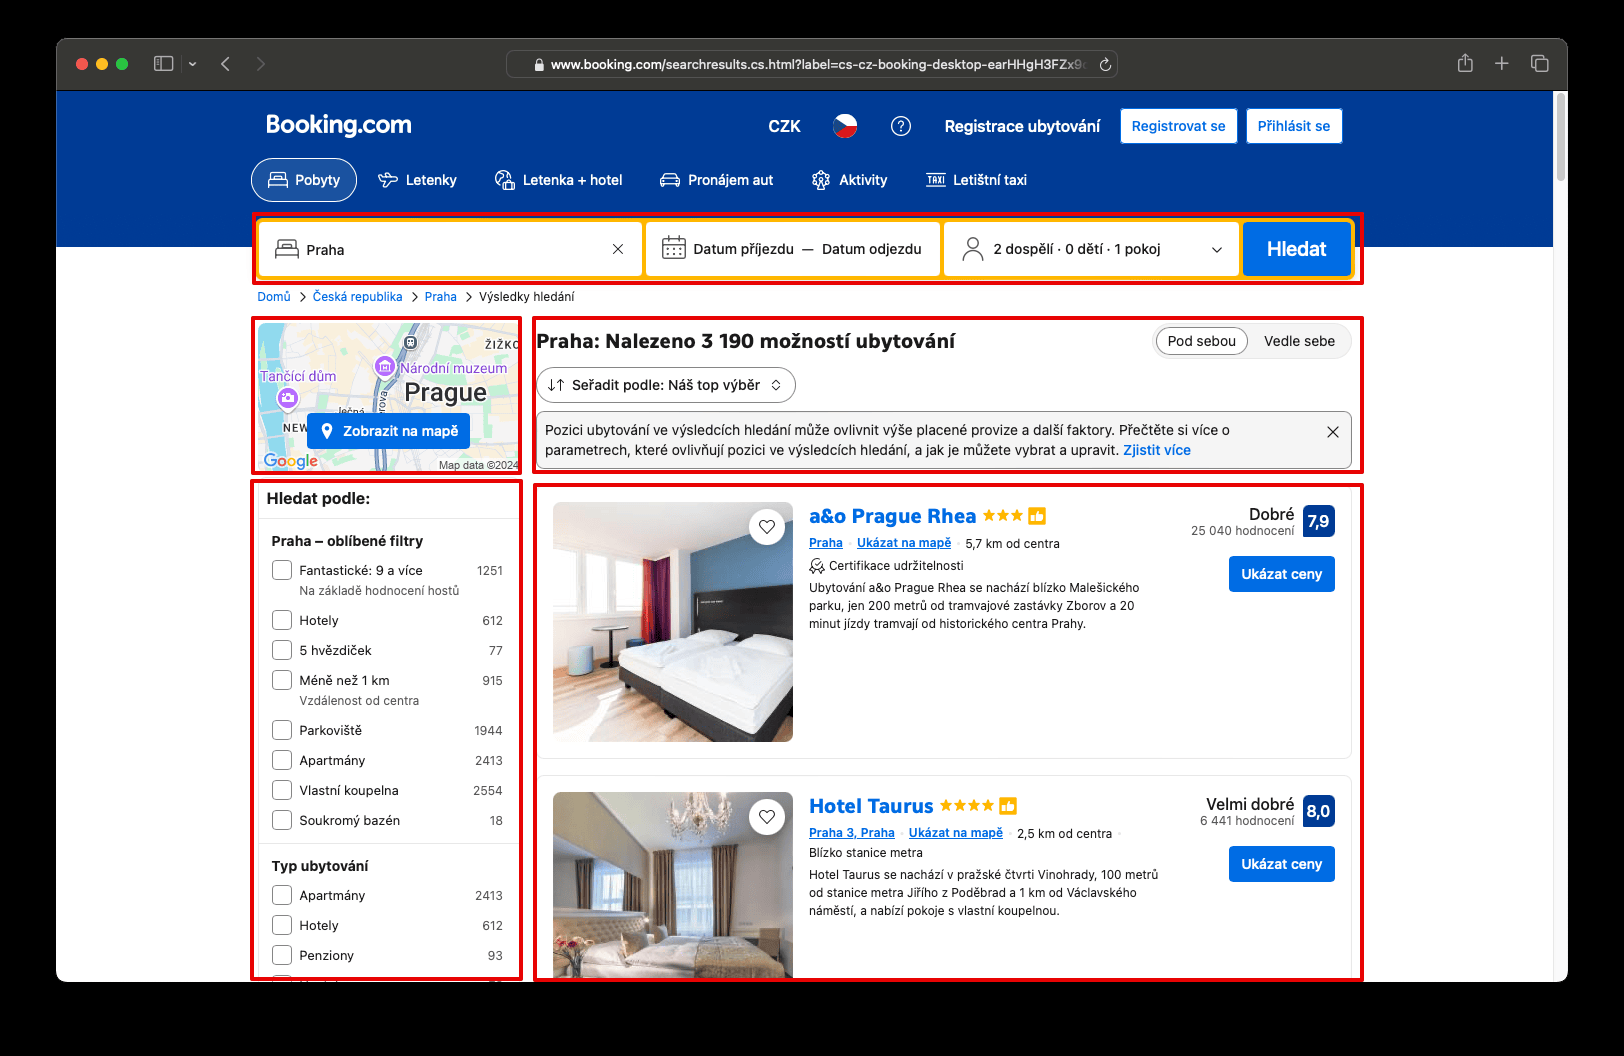 www.booking.com/searchresults.cs.html?label=cs-cz-booking-desktop-earHHgH3FZx9
Booking.com
CZK
Registrace ubytování
Registrovat se
Přihlásit se
Pobyty
Letenky
Letenka + hotel
Pronájem aut
Aktivity
TAXI
Letištní taxi
Praha
Datum příjezdu — Datum odjezdu
2 dospělí · 0 dětí · 1 pokoj
Hledat
Domů
Česká republika
Praha
Výsledky hledání
ŽIŽKO
Národní muzeum
Tančící dům
Prague
Ječná
erova
NEW
Zobrazit na mapě
Google
Map data ©2024
Hledat podle:
Praha – oblíbené filtry
Fantastické: 9 a více 1251
Na základě hodnocení hostů
Hotely 612
5 hvězdiček 77
Méně než 1 km 915
Vzdálenost od centra
Parkoviště 1944
Apartmány 2413
Vlastní koupelna 2554
Soukromý bazén 18
Typ ubytování
Apartmány 2413
Hotely 612
Penziony 93
Praha: Nalezeno 3 190 možností ubytování
Pod sebou
Vedle sebe
Seřadit podle: Náš top výběr
Pozici ubytování ve výsledcích hledání může ovlivnit výše placené provize a další faktory. Přečtěte si více o
parametrech, které ovlivňují pozici ve výsledcích hledání, a jak je můžete vybrat a upravit. Zjistit více
a&o Prague Rhea
Praha · Ukázat na mapě · 5,7 km od centra
Certifikace udržitelnosti
Ubytování a&o Prague Rhea se nachází blízko Malešického
parku, jen 200 metrů od tramvajové zastávky Zborov a 20
minut jízdy tramvají od historického centra Prahy.
Dobré
25 040 hodnocení
7,9
Ukázat ceny
Hotel Taurus
Praha 3, Praha · Ukázat na mapě · 2,5 km od centra ·
Blízko stanice metra
Hotel Taurus se nachází v pražské čtvrti Vinohrady, 100 metrů
od stanice metra Jiřího z Poděbrad a 1 km od Václavského
náměstí, a nabízí pokoje s vlastní koupelnou.
Velmi dobré
6 441 hodnocení
8,0
Ukázat ceny